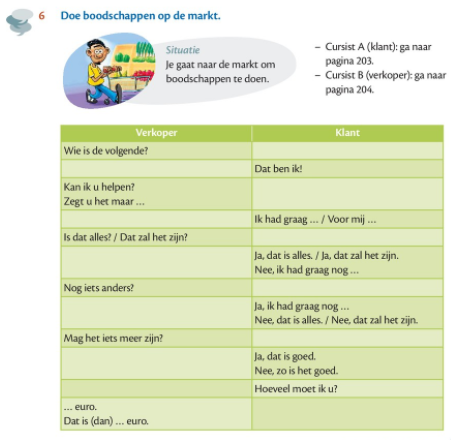 6 Doe boodschappen op de markt.
Situatie
Je gaat naar de markt om
boodschappen te doen.
– Cursist A (klant): ga naar
pagina 203.
– Cursist B (verkoper): ga naar
pagina 204.
Verkoper Klant
Wie is de volgende?
Dat ben ik!
Kan ik u helpen?
Zegt u het maar ...
Ik had graag ... / Voor mij ...
Is dat alles? / Dat zal het zijn?
Ja, dat is alles. / Ja, dat zal het zijn.
Nee, ik had graag nog ...
Nog iets anders?
Ja, ik had graag nog ...
Nee, dat is alles. / Nee, dat zal het zijn.
Mag het iets meer zijn?
Ja, dat is goed.
Nee, zo is het goed.
Hoeveel moet ik u?
... euro.
Dat is (dan) ... euro.